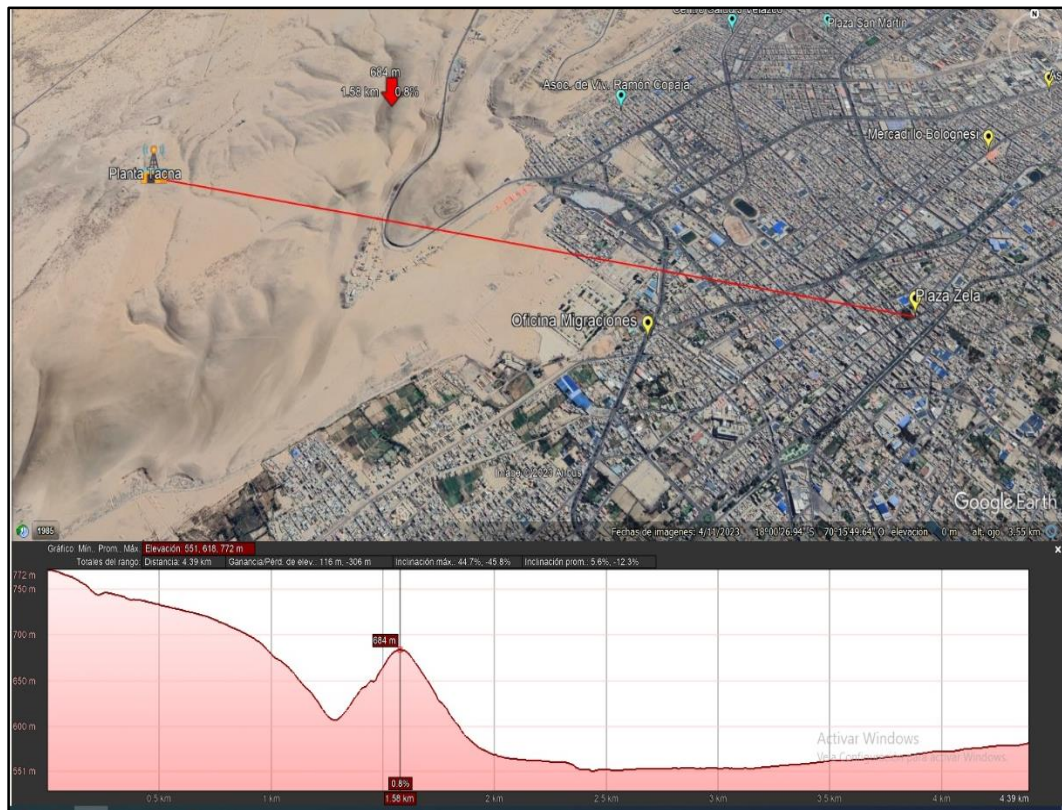 Plaza San Martín
N
684 m
1.58 km 0.8%
Asoc. de Viv. Ramón Copaja
Mercadillo Bolognesi
Planta Tacna
Plaza Zela
Oficina Migraciones
Google Earth
1985
Fechas de imágenes: 4/11/2023 18°00'26.94" S 70°15'49.64" O elevación 0 m alt. ojo 3.55 km
Gráfico: Mín., Prom., Máx. Elevación: 551, 618, 772 m
Totales del rango: Distancia: 4.39 km Ganancia/Pérd. de elev.: 116 m, -306 m Inclinación máx.: 44.7%, -45.8% Inclinación prom.: 5.6%, -12.3%
772 m
750 m
700 m
684 m
650 m
600 m
551 m
Activar Windows
Ve a Configuración para activar Windows.
0.8%
0.5 km 1 km 1.58 km 2 km 2.5 km 3 km 3.5 km 4 km 4.39 km